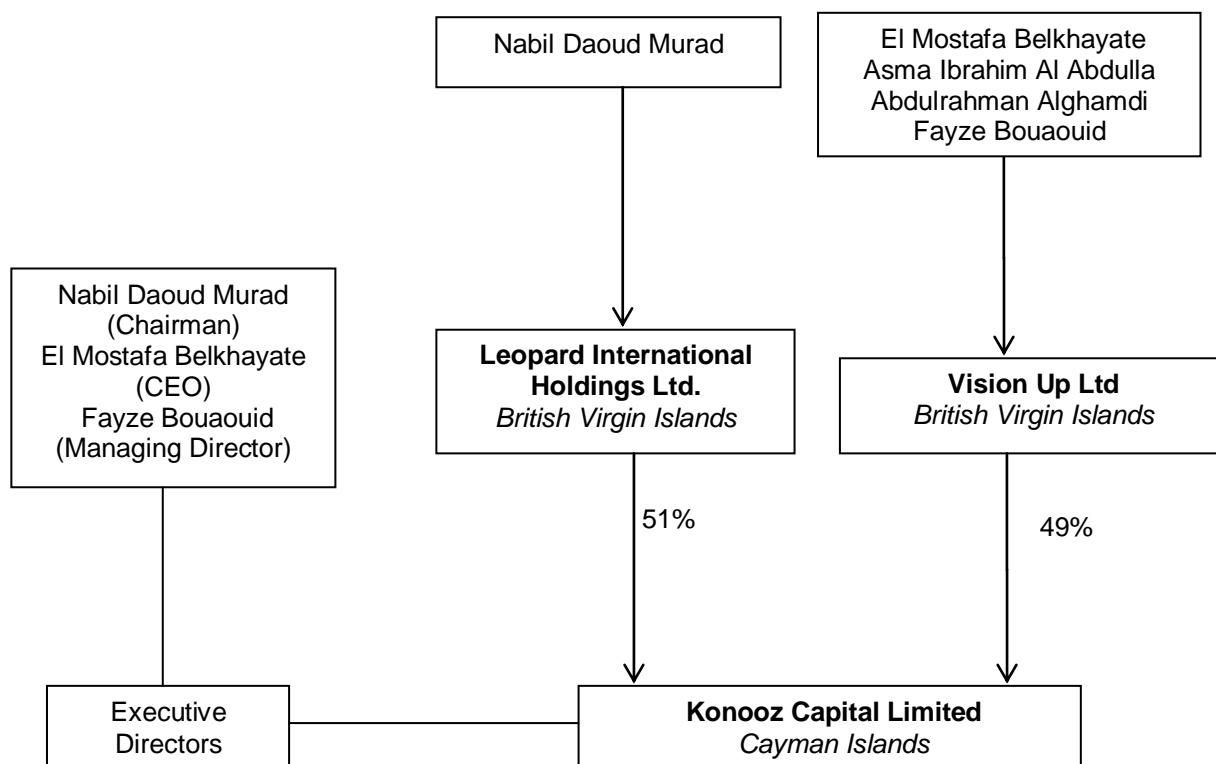 Nabil Daoud Murad
El Mostafa Belkhayate
Asma Ibrahim Al Abdulla
Abdulrahman Alghamdi
Fayze Bouaouid
Nabil Daoud Murad
(Chairman)
El Mostafa Belkhayate
(CEO)
Fayze Bouaouid
(Managing Director)
Leopard International
Holdings Ltd.
British Virgin Islands
Vision Up Ltd
British Virgin Islands
51%
49%
Executive
Directors
Konooz Capital Limited
Cayman Islands